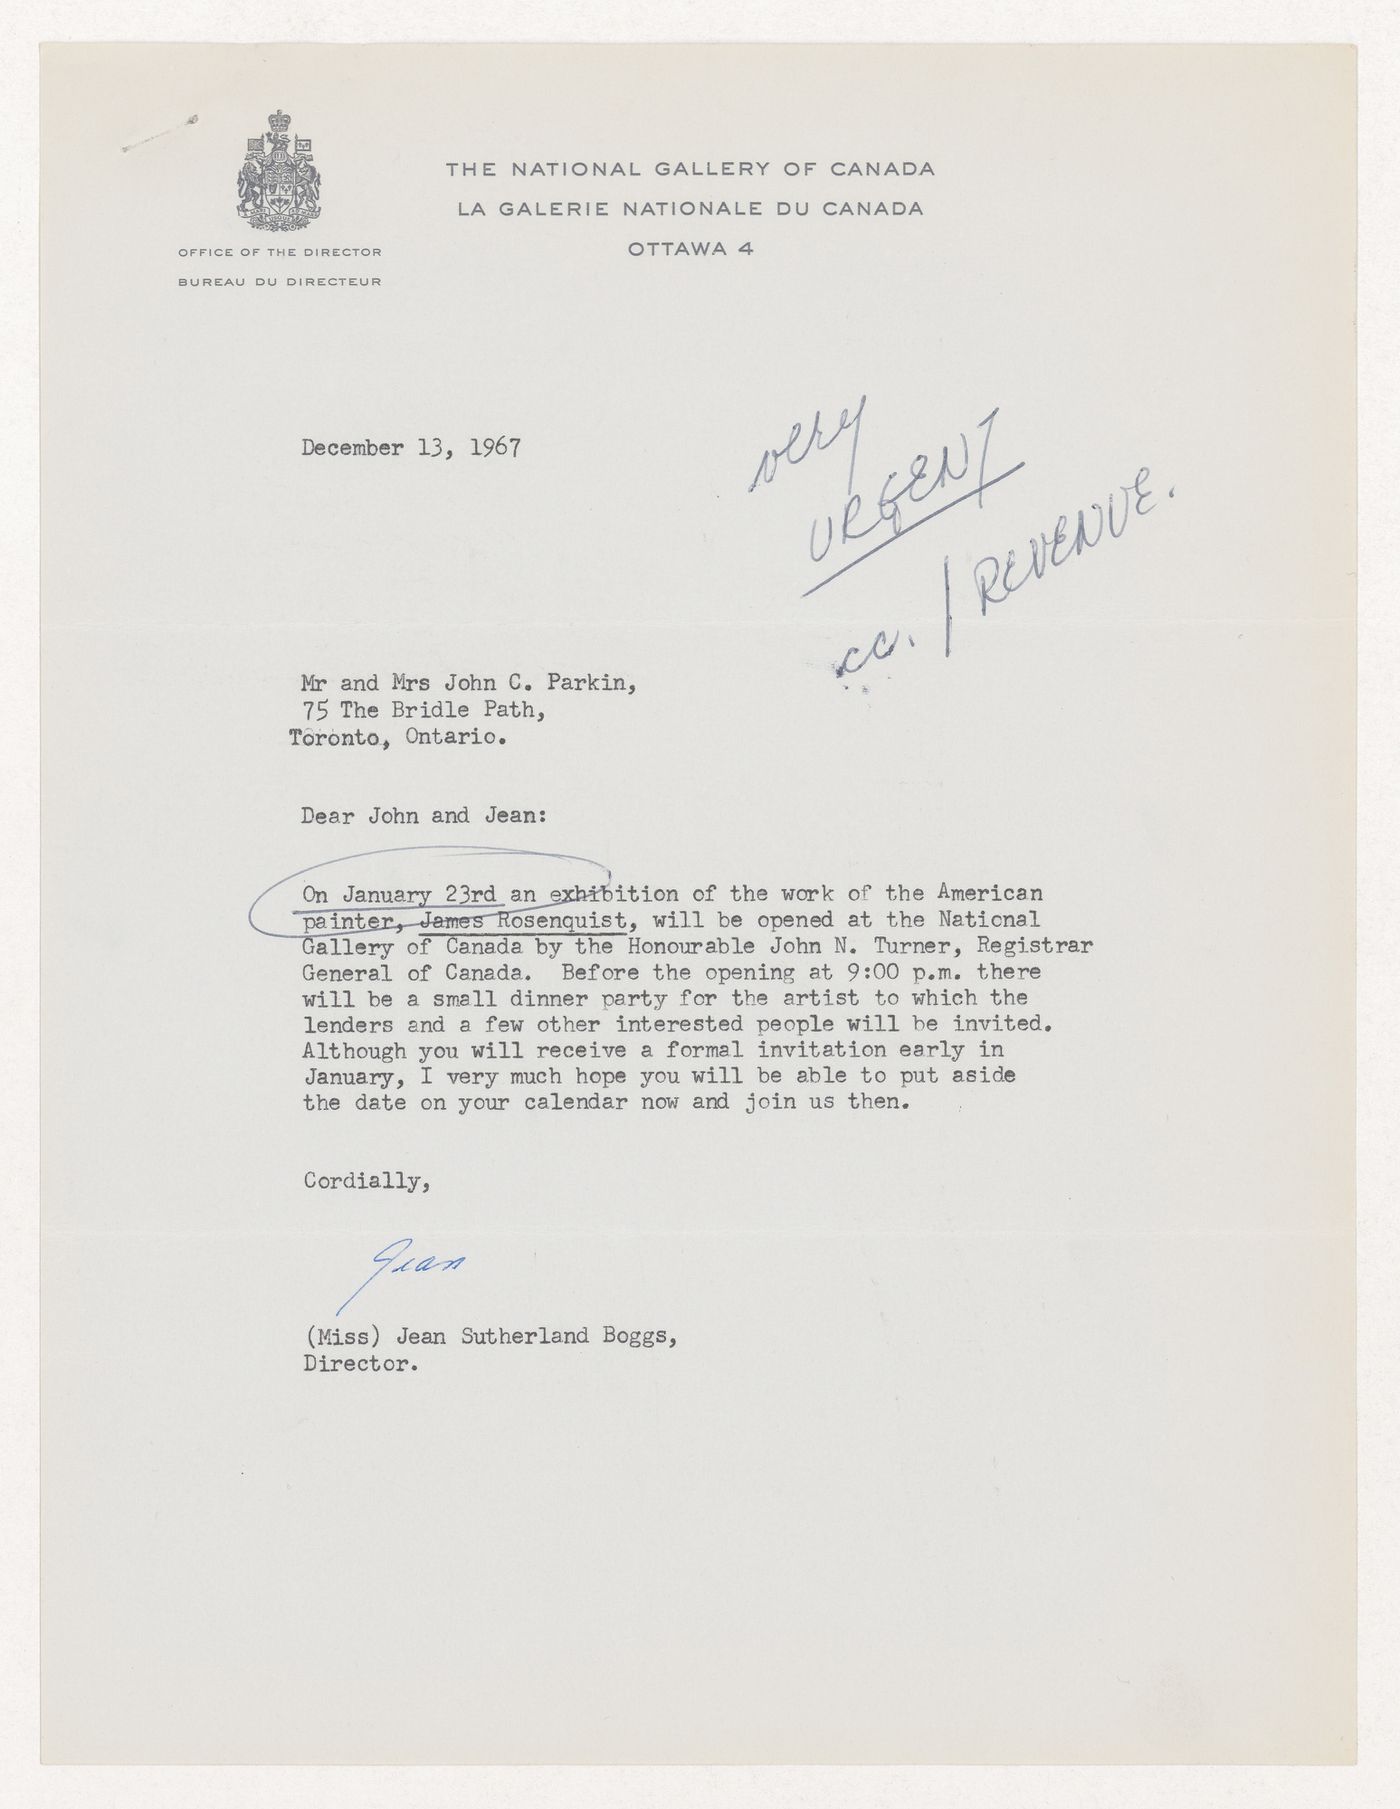 THE NATIONAL GALLERY OF CANADA
LA GALERIE NATIONALE DU CANADA
OTTAWA 4
OFFICE OF THE DIRECTOR
BUREAU DU DIRECTEUR
December 13, 1967
very
URGENT
cc. / REVENUE.
Mr and Mrs John C. Parkin,
75 The Bridle Path,
Toronto, Ontario.
Dear John and Jean:
On January 23rd an exhibition of the work of the American
painter, James Rosenquist, will be opened at the National
Gallery of Canada by the Honourable John N. Turner, Registrar
General of Canada. Before the opening at 9:00 p.m. there
will be a small dinner party for the artist to which the
lenders and a few other interested people will be invited.
Although you will receive a formal invitation early in
January, I very much hope you will be able to put aside
the date on your calendar now and join us then.
Cordially,
Jean
(Miss) Jean Sutherland Boggs,
Director.